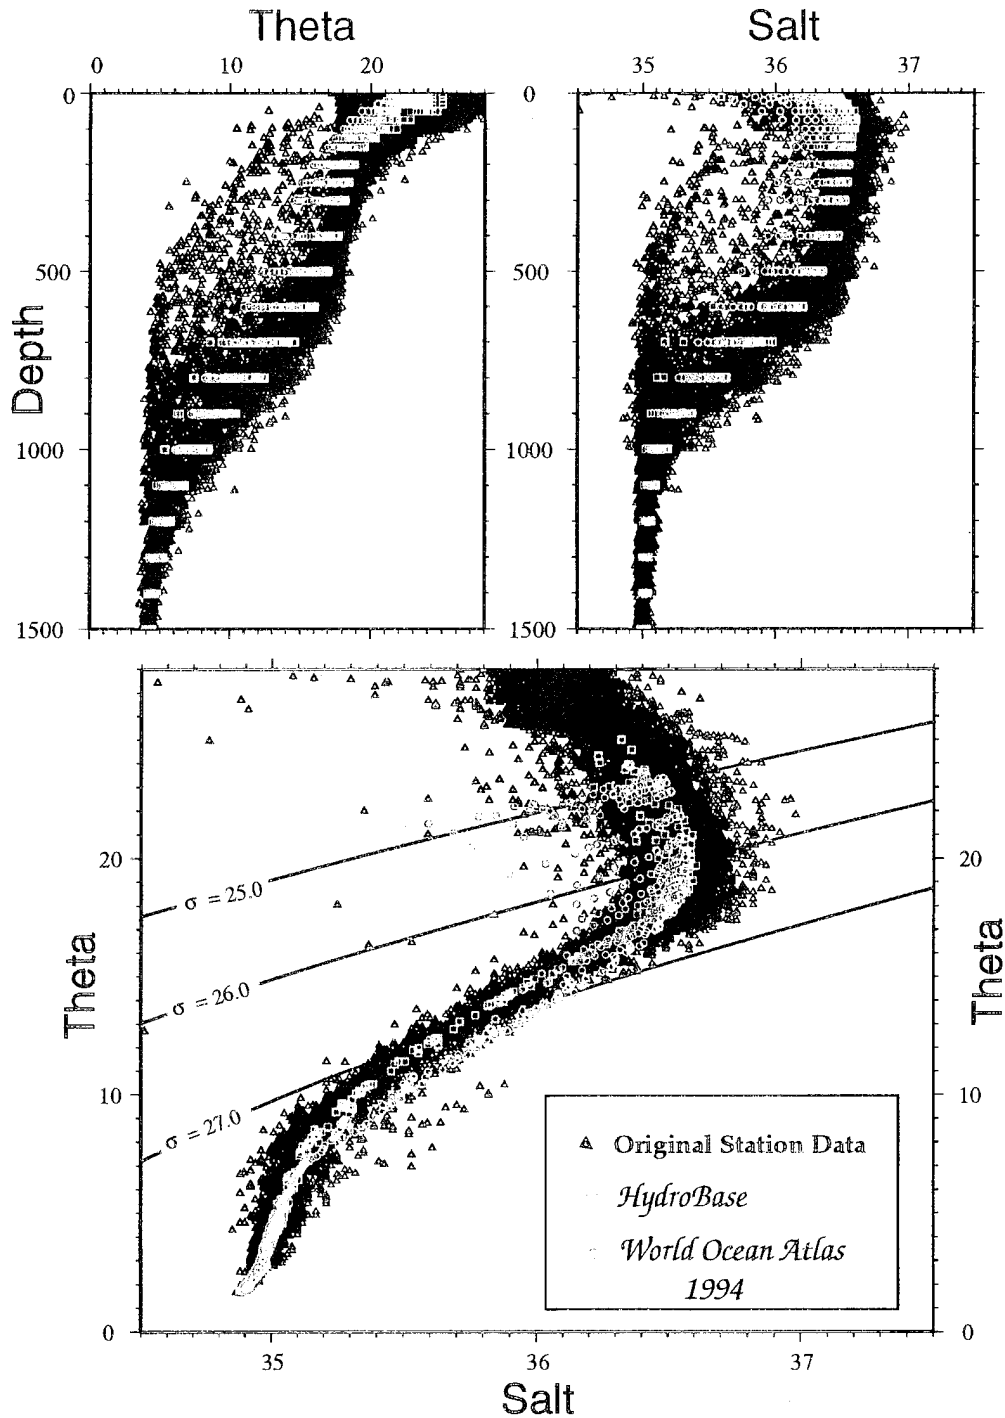 Theta Salt
0 10 20 35 36 37
0 0
500 500
Depth
1000 1000
1500 1500
σ = 25.0
20 20
σ = 26.0
Theta Theta
10 10
σ = 27.0
Original Station Data
HydroBase
World Ocean Atlas
1994
0 0
35 36 37
Salt